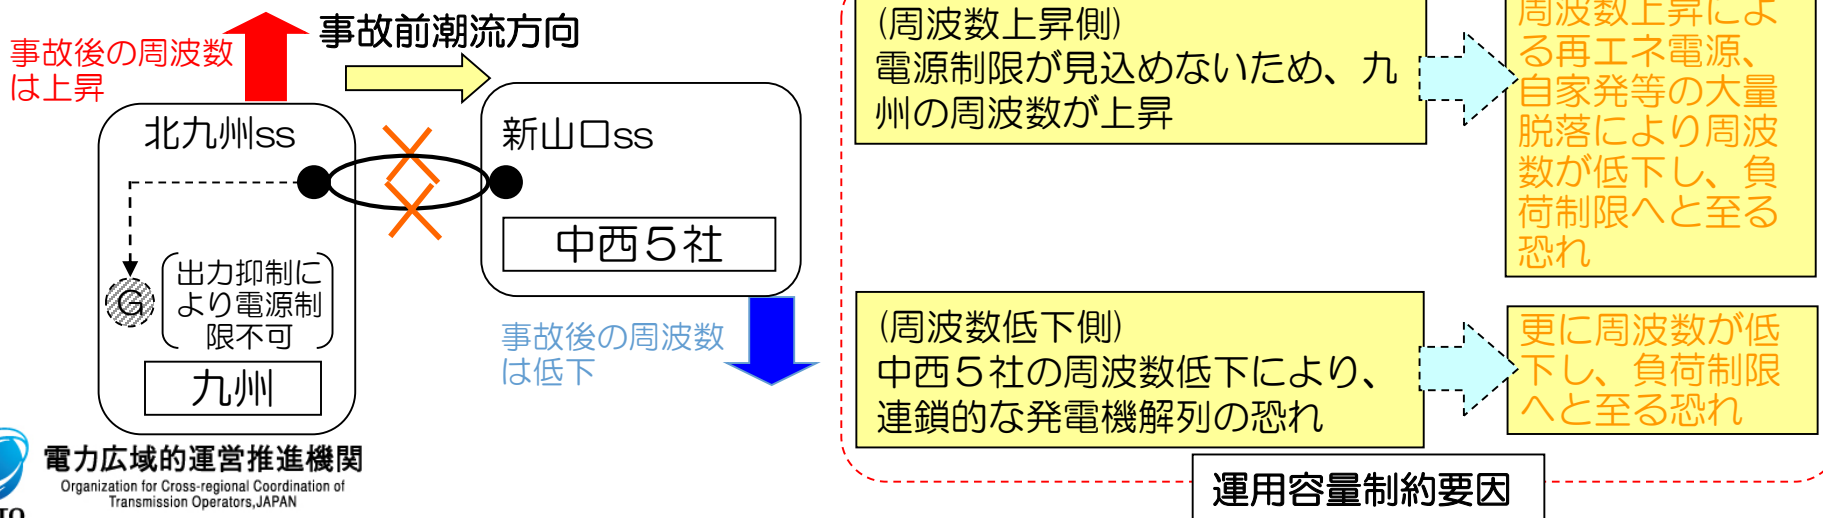 事故後の周波数
は上昇
事故前潮流方向
北九州ss
新山口ss
中西５社
G
出力抑制に
より電源制
限不可
九州
事故後の周波数
は低下
(周波数上昇側)
電源制限が見込めないため、九
州の周波数が上昇
周波数上昇によ
る再エネ電源、
自家発等の大量
脱落により周波
数が低下し、負
荷制限へと至る
恐れ
(周波数低下側)
中西５社の周波数低下により、
連鎖的な発電機解列の恐れ
更に周波数が低
下し、負荷制限
へと至る恐れ
運用容量制約要因
電力広域的運営推進機関
Organization for Cross-regional Coordination of
Transmission Operators,JAPAN